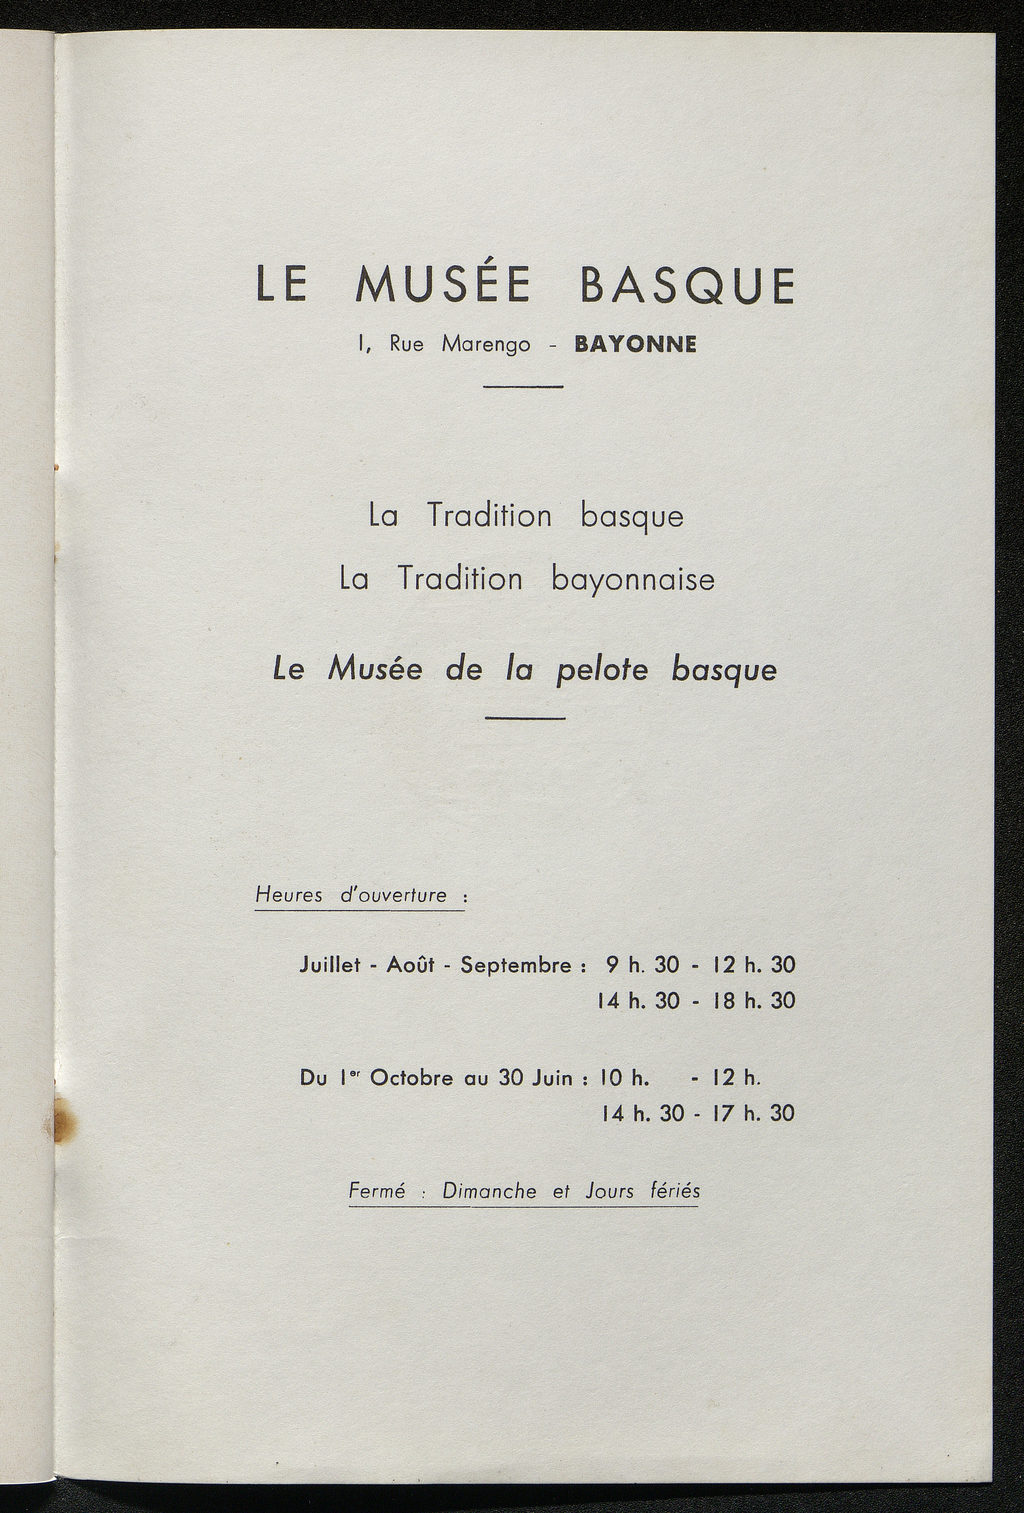 LE MUSÉE BASQUE
1, Rue Marengo - BAYONNE
La Tradition basque
La Tradition bayonnaise
Le Musée de la pelote basque
Heures d'ouverture :
Juillet - Août - Septembre : 9 h. 30 - 12 h. 30
14 h. 30 - 18 h. 30
Du 1er Octobre au 30 Juin : 10 h. - 12 h.
14 h. 30 - 17 h. 30
Fermé : Dimanche et Jours fériés